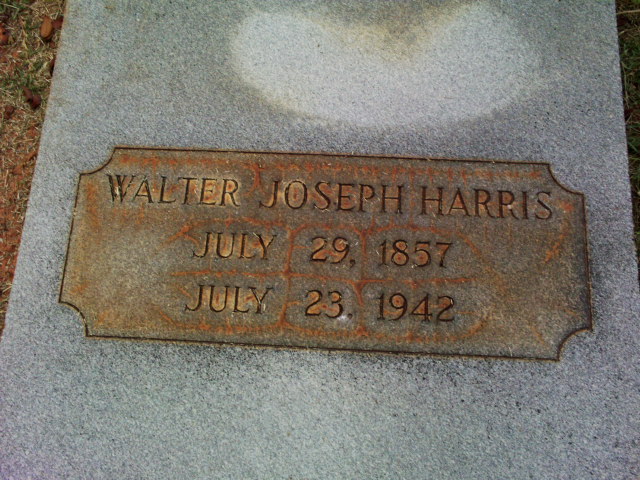 WALTER JOSEPH HARRIS
JULY 29, 1857
JULY 23, 1942